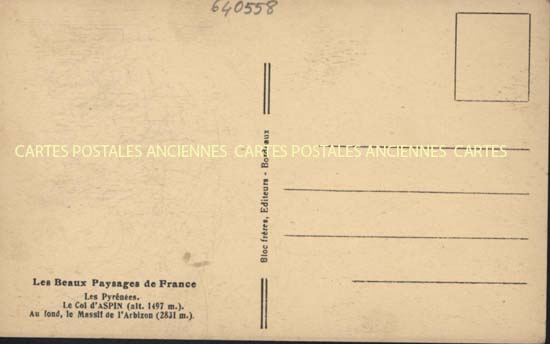 640558
CARTES POSTALES ANCIENNES CARTES POSTALES ANCIENNES CARTES
Bloc frères, Editeurs - Bordeaux
Les Beaux Paysages de France
Les Pyrénées.
Le Col d'ASPIN (alt. 1497 m.).
Au fond, le Massif de l'Arbizon (2831 m.).